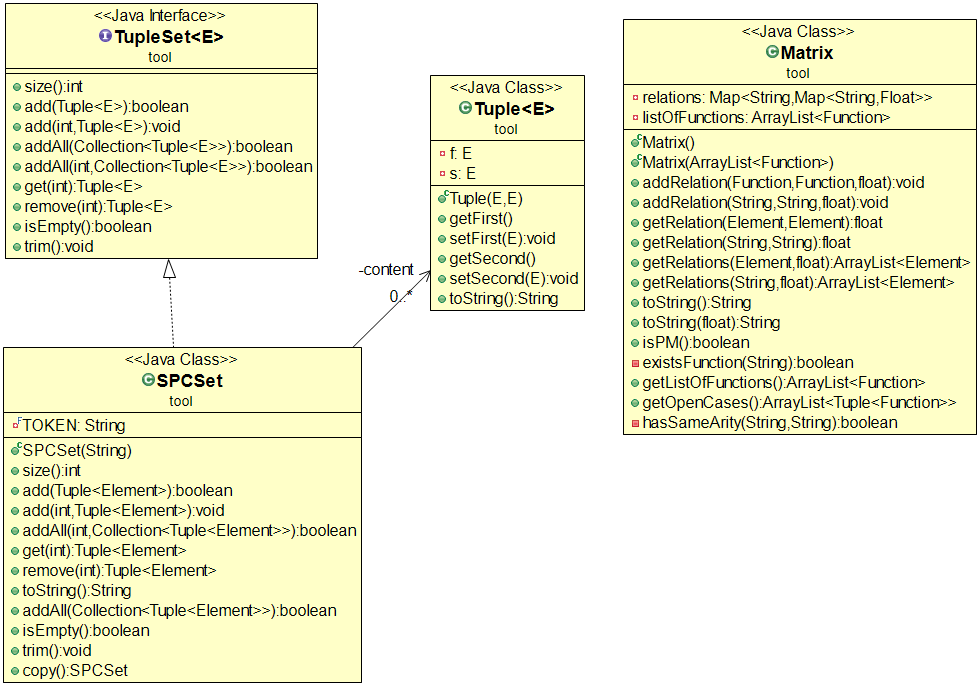 <<Java Interface>>
TupleSet<E>
tool
size():int
add(Tuple<E>):boolean
add(int,Tuple<E>):void
addAll(Collection<Tuple<E>>):boolean
addAll(int,Collection<Tuple<E>>):boolean
get(int):Tuple<E>
remove(int):Tuple<E>
isEmpty():boolean
trim():void
<<Java Class>>
Tuple<E>
tool
f: E
s: E
Tuple(E,E)
getFirst()
setFirst(E):void
getSecond()
setSecond(E):void
toString():String
-content
0..*
<<Java Class>>
Matrix
tool
relations: Map<String,Map<String,Float>>
listOfFunctions: ArrayList<Function>
Matrix()
Matrix(ArrayList<Function>)
addRelation(Function,Function,float):void
addRelation(String,String,float):void
getRelation(Element,Element):float
getRelation(String,String):float
getRelations(Element,float):ArrayList<Element>
getRelations(String,float):ArrayList<Element>
toString():String
toString(float):String
isPM():boolean
existsFunction(String):boolean
getListOfFunctions():ArrayList<Function>
getOpenCases():ArrayList<Tuple<Function>>
hasSameArity(String,String):boolean
<<Java Class>>
SPCSet
tool
TOKEN: String
SPCSet(String)
size():int
add(Tuple<Element>):boolean
add(int,Tuple<Element>):void
addAll(int,Collection<Tuple<Element>>):boolean
get(int):Tuple<Element>
remove(int):Tuple<Element>
toString():String
addAll(Collection<Tuple<Element>>):boolean
isEmpty():boolean
trim():void
copy():SPCSet